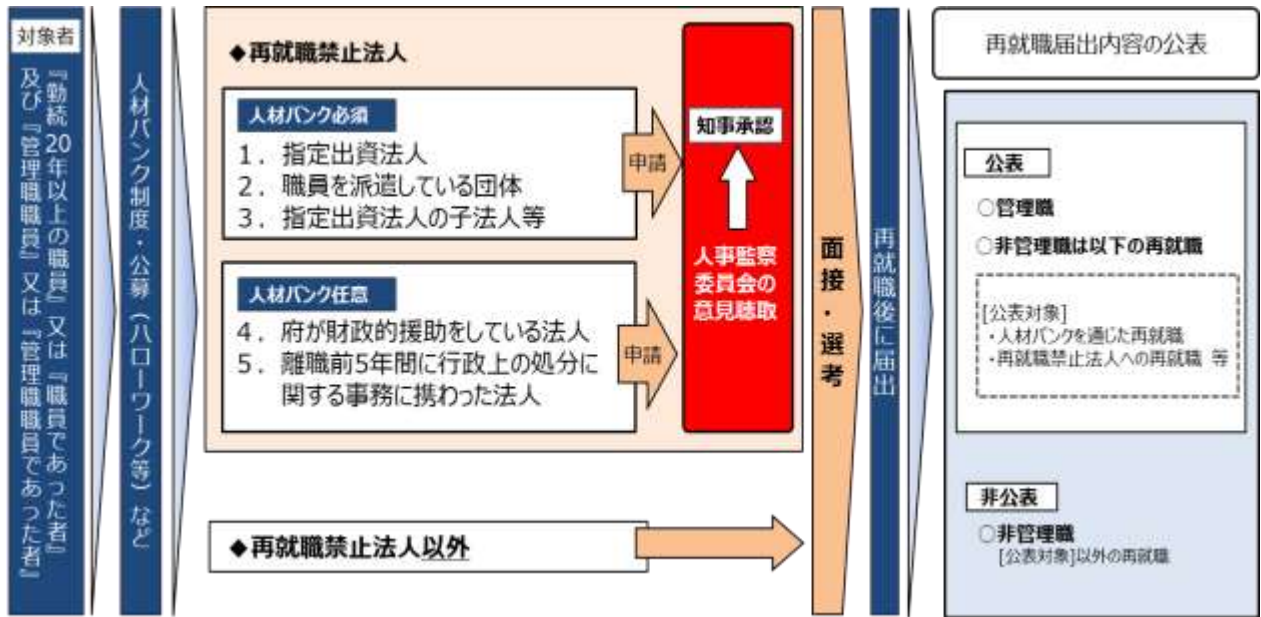 対象者
『勤続20年以上の職員』又は『職員であった者』
及び『管理職職員』又は『管理職職員であった者』
人材バンク制度・公募（ハローワーク等）など
◆再就職禁止法人
人材バンク必須
1．指定出資法人
2．職員を派遣している団体
3．指定出資法人の子法人等
申請
人材バンク任意
4．府が財政的援助をしている法人
5．離職前5年間に行政上の処分に
関する事務に携わった法人
申請
知事承認
人事監察
委員会の
意見聴取
◆再就職禁止法人以外
面接・選考
再就職後に届出
再就職届出内容の公表
公表
○管理職
○非管理職は以下の再就職
[公表対象]
・人材バンクを通じた再就職
・再就職禁止法人への再就職 等
非公表
○非管理職
[公表対象]以外の再就職